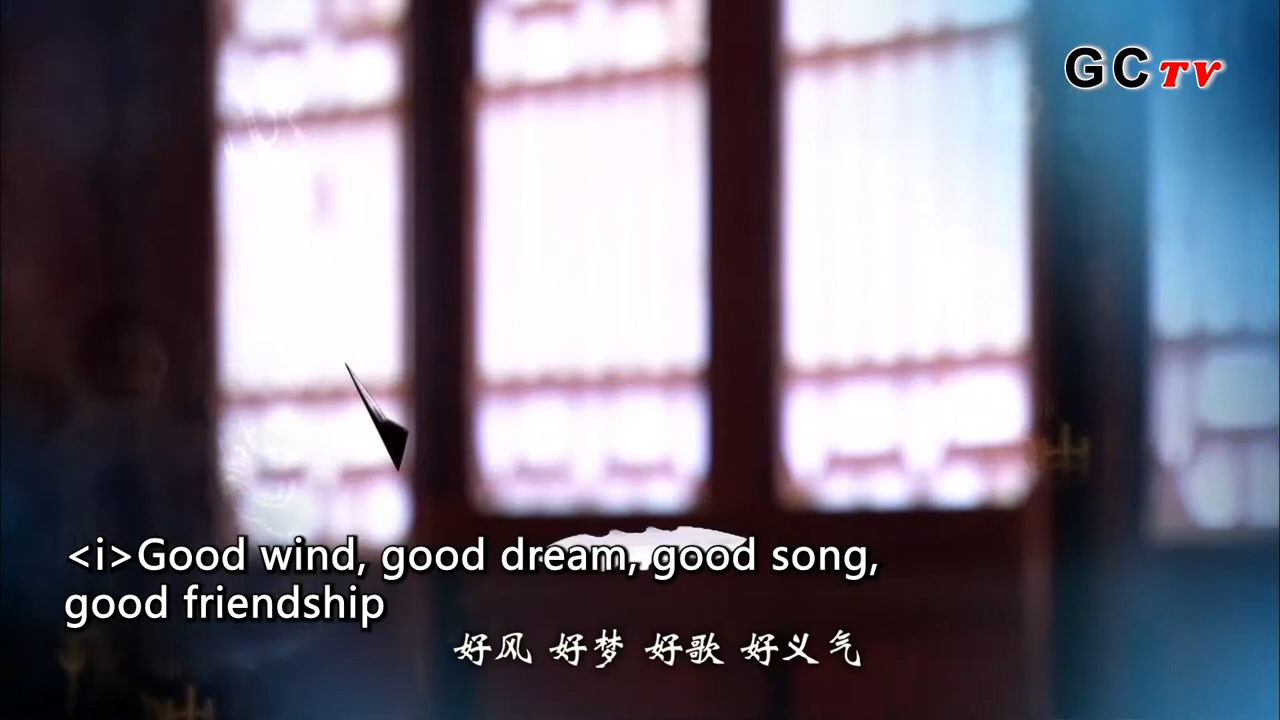 GCTV
<i>Good wind, good dream, good song,
good friendship
好风 好梦 好歌 好义气